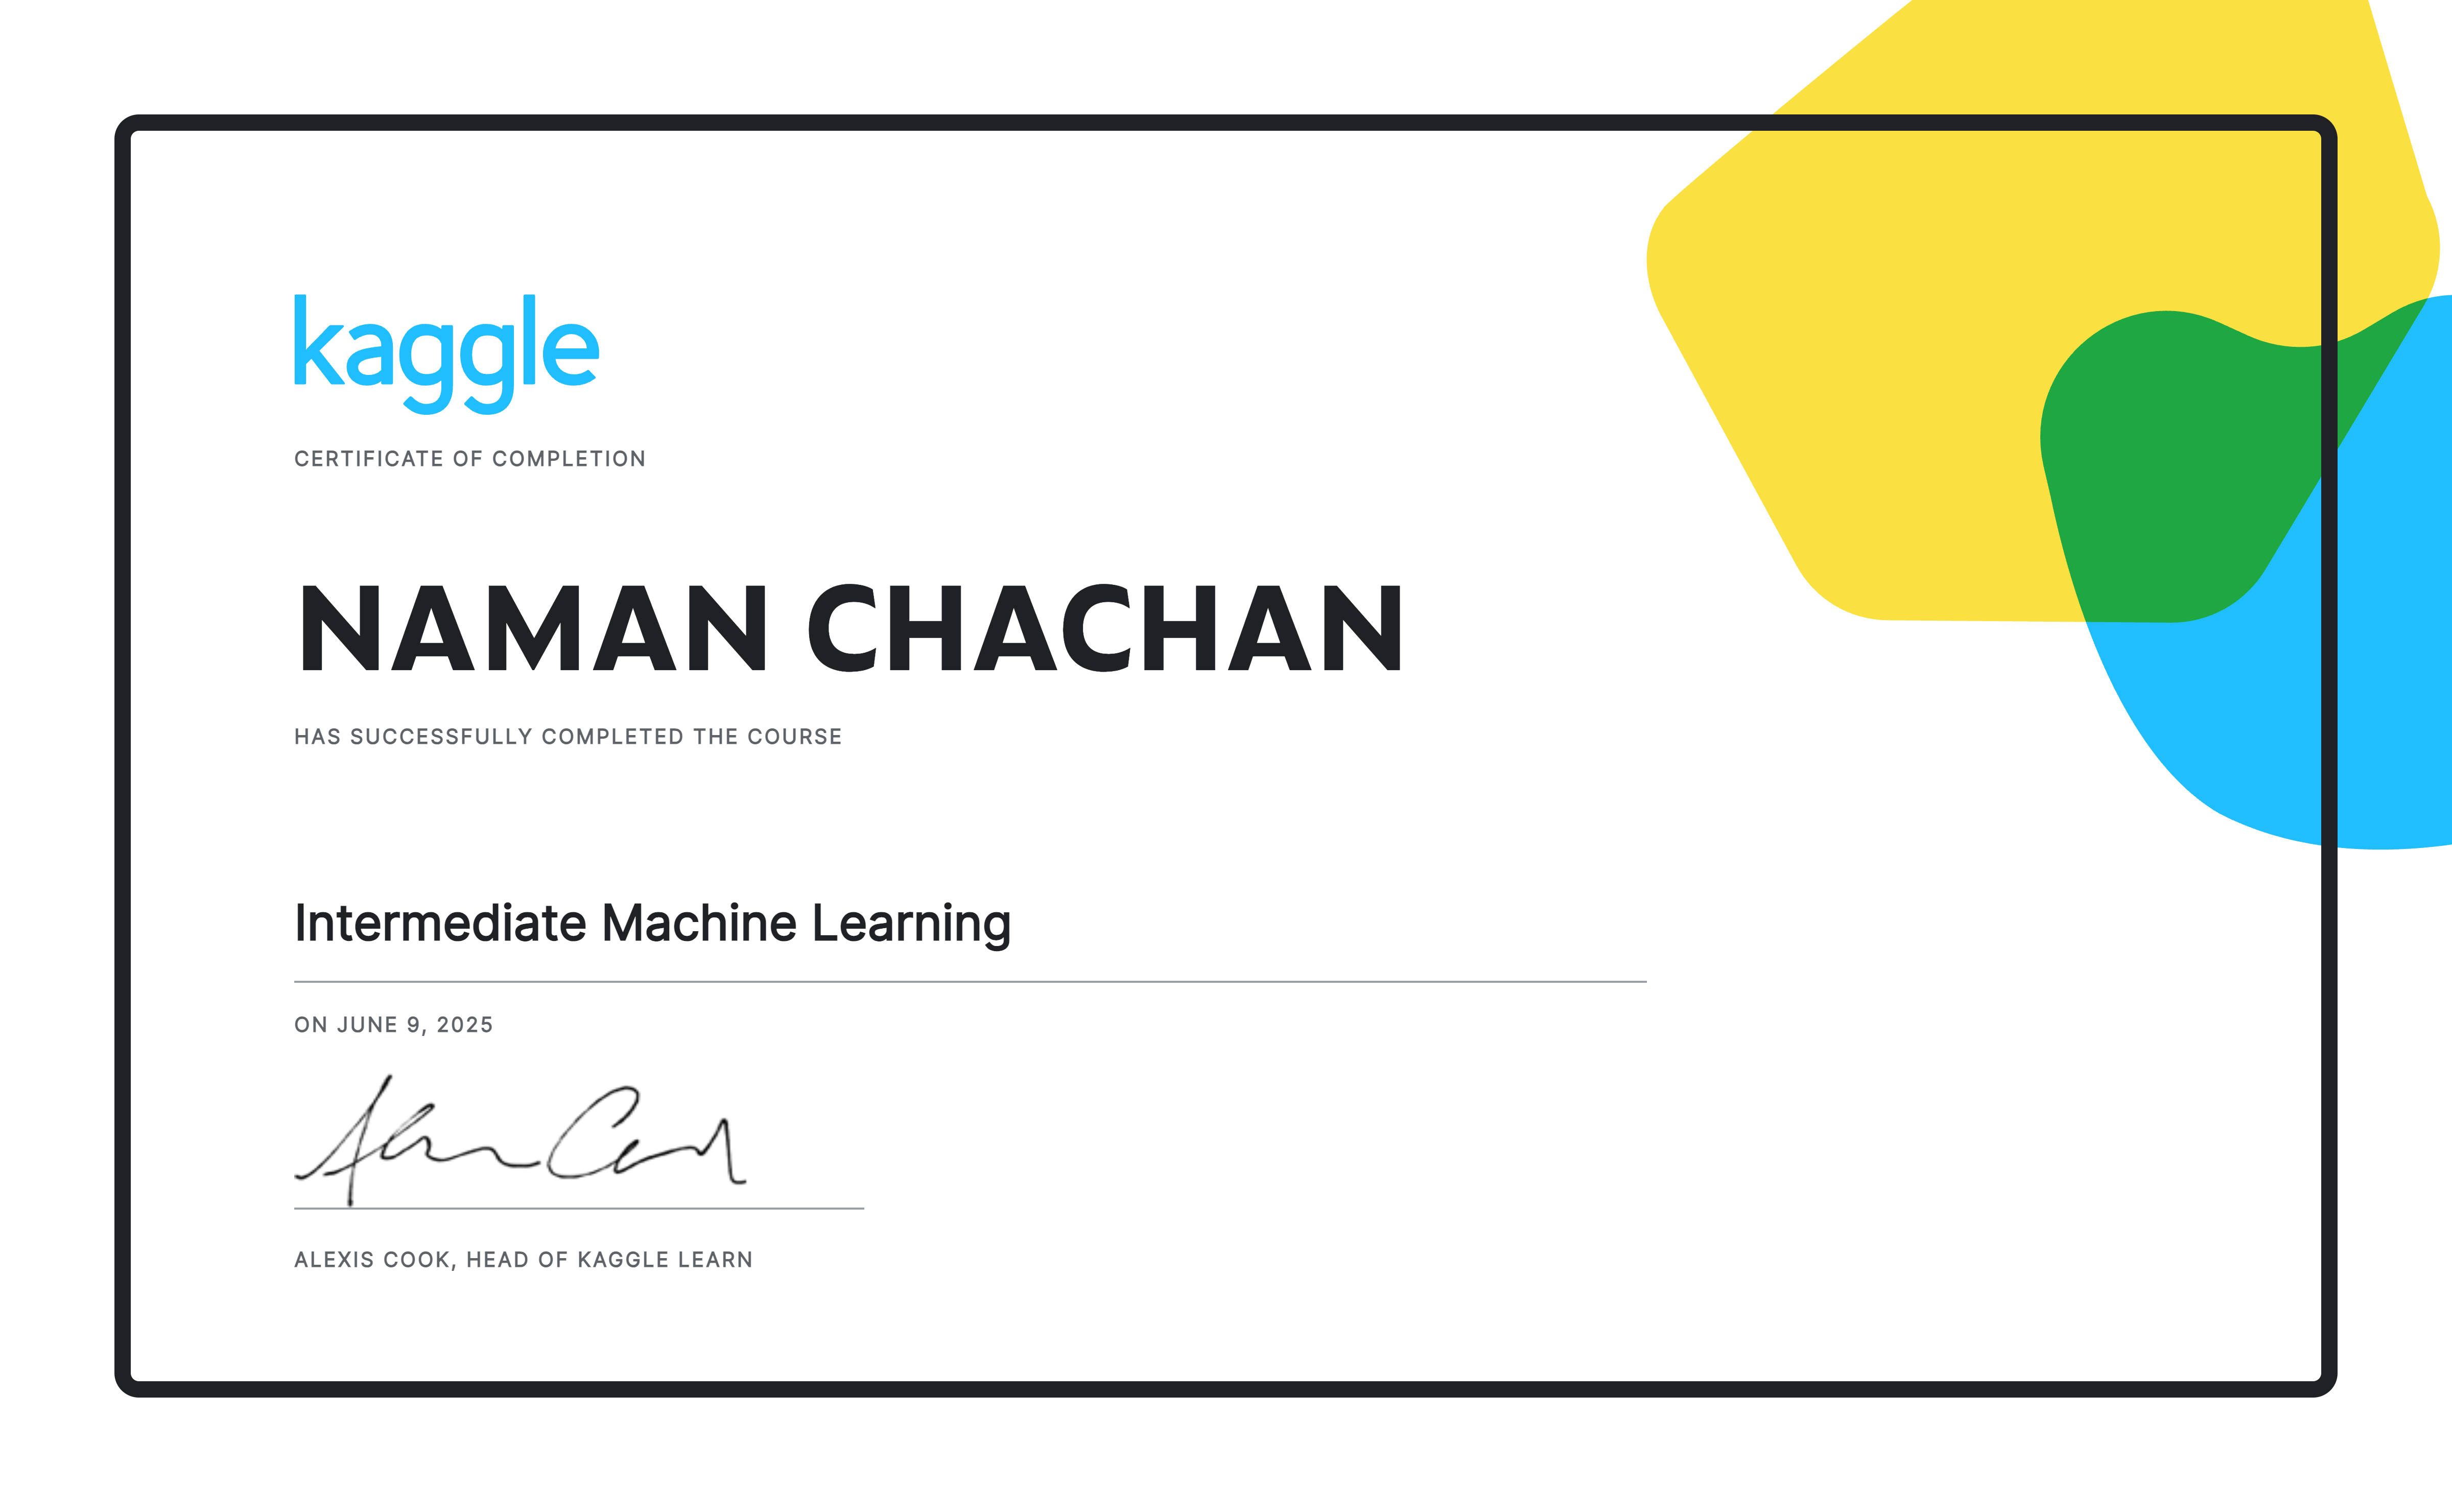 kaggle
CERTIFICATE OF COMPLETION
NAMAN CHACHAN
HAS SUCCESSFULLY COMPLETED THE COURSE
Intermediate Machine Learning
ON JUNE 9, 2025
ALEXIS COOK, HEAD OF KAGGLE LEARN